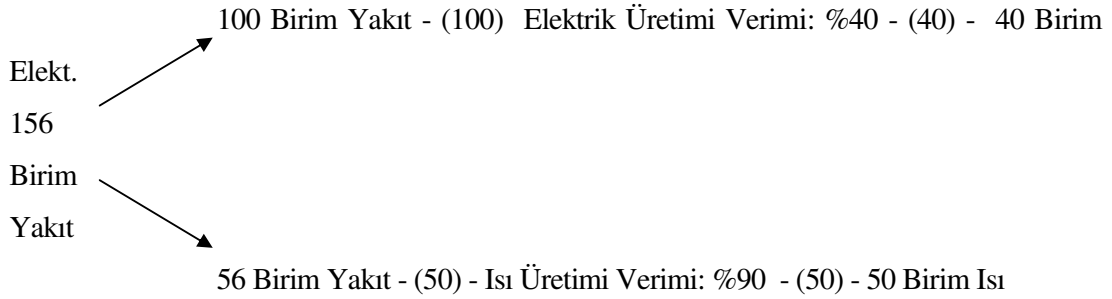 100 Birim Yakıt - (100) Elektrik Üretimi Verimi: %40 - (40) - 40 Birim
Elekt.
156
Birim
Yakıt
56 Birim Yakıt - (50) - Isı Üretimi Verimi: %90 - (50) - 50 Birim Isı